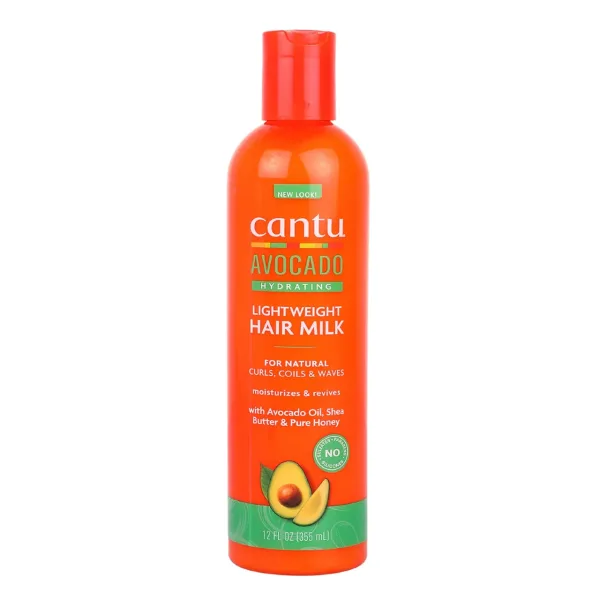 NEW LOOK!
cantu
AVOCADO
HYDRATING
LIGHTWEIGHT
HAIR MILK
FOR NATURAL
CURLS, COILS & WAVES
moisturizes & revives
with Avocado Oil, Shea
Butter & Pure Honey
NO
12 FL OZ (355 mL)